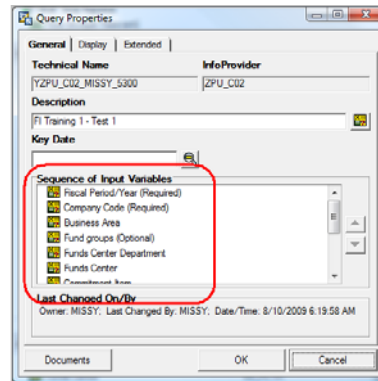 Query Properties
General Display Extended
Technical Name InfoProvider
YZPU_C02_MISSY_5300 ZPU_C02
Description
FI Training 1 - Test 1
Key Date
Sequence of Input Variables
Fiscal Period/Year (Required)
Company Code (Required)
Business Area
Fund groups (Optional)
Funds Center Department
Funds Center
Commitment Item
Last Changed On/By
Owner: MISSY; Last Changed By: MISSY; Date/Time: 8/10/2009 6:19:58 AM
Documents OK Cancel